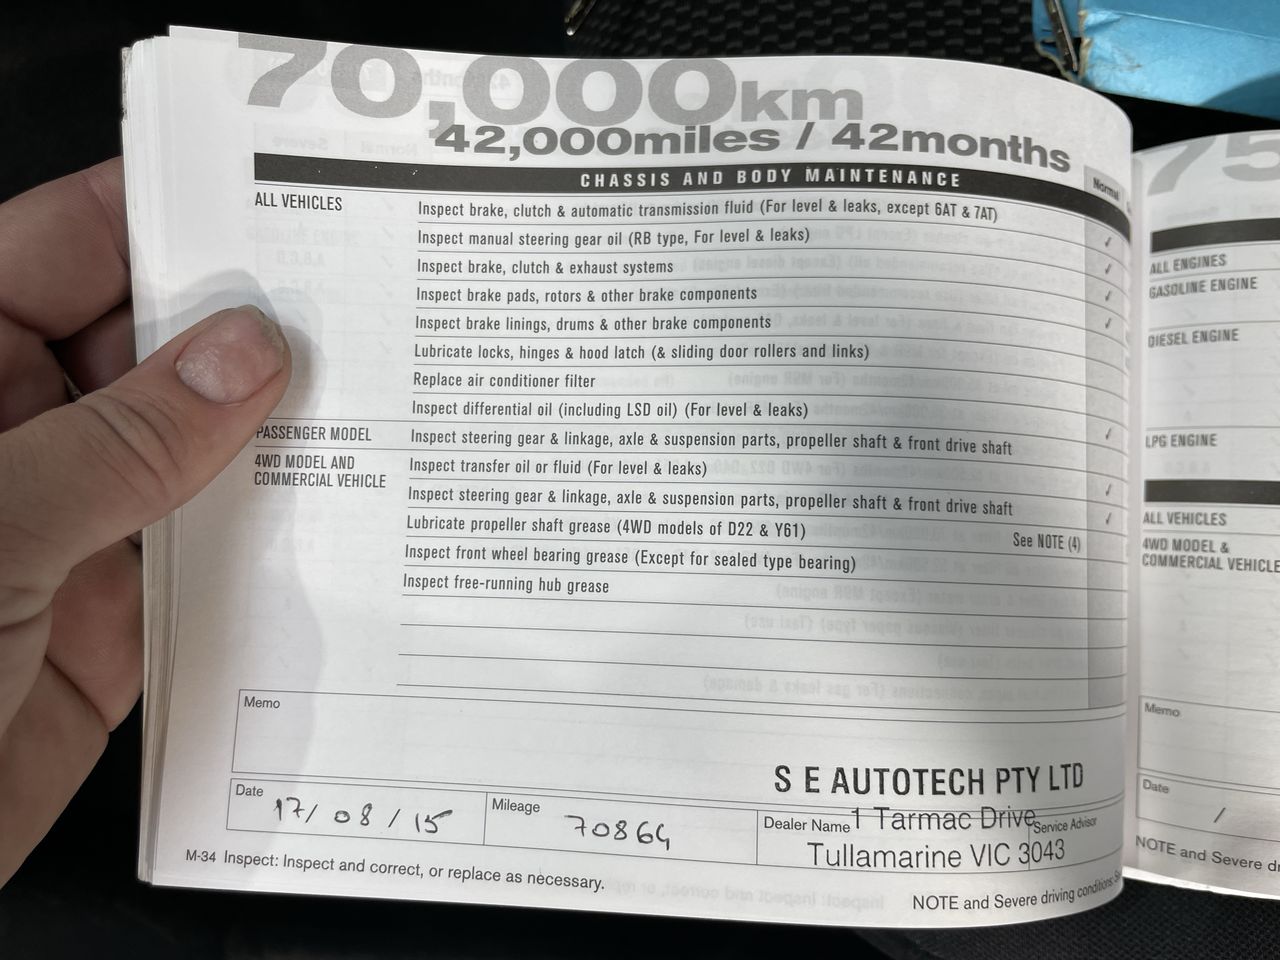 70,000km
42,000miles / 42months
CHASSIS AND BODY MAINTENANCE
Normal
ALL VEHICLES
Inspect brake, clutch & automatic transmission fluid (For level & leaks, except 6AT & 7AT)
Inspect manual steering gear oil (RB type, For level & leaks) ✓
Inspect brake, clutch & exhaust systems ✓
Inspect brake pads, rotors & other brake components ✓
Inspect brake linings, drums & other brake components ✓
Lubricate locks, hinges & hood latch (& sliding door rollers and links)
Replace air conditioner filter
Inspect differential oil (including LSD oil) (For level & leaks)
PASSENGER MODEL Inspect steering gear & linkage, axle & suspension parts, propeller shaft & front drive shaft ✓
4WD MODEL AND
COMMERCIAL VEHICLE
Inspect transfer oil or fluid (For level & leaks) ✓
Inspect steering gear & linkage, axle & suspension parts, propeller shaft & front drive shaft ✓
Lubricate propeller shaft grease (4WD models of D22 & Y61) See NOTE (4)
Inspect front wheel bearing grease (Except for sealed type bearing)
Inspect free-running hub grease
Memo
S E AUTOTECH PTY LTD
1 Tarmac Drive
Tullamarine VIC 3043
Date 17/08/15
Mileage 70864
Dealer Name
Service Advisor
M-34 Inspect: Inspect and correct, or replace as necessary.
NOTE and Severe driving conditions
75
ALL ENGINES
GASOLINE ENGINE
DIESEL ENGINE
LPG ENGINE
ALL VEHICLES
4WD MODEL &
COMMERCIAL VEHICLE
Memo
Date /
NOTE and Severe